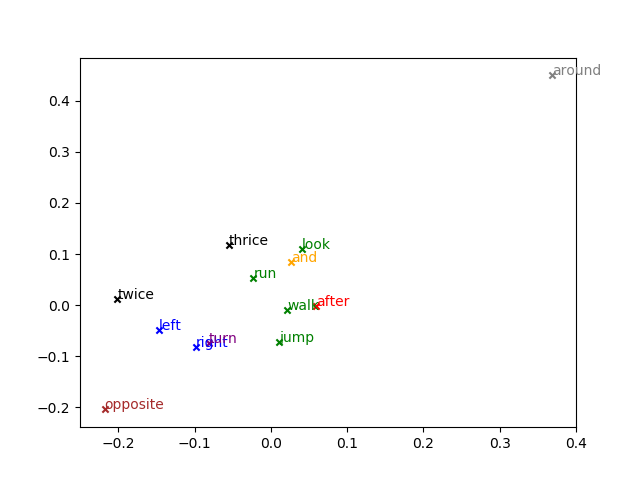 around
0.4
0.3
0.2
thrice
look
and
0.1
run
twice
walk
after
0.0
left
right
turn
jump
−0.1
opposite
−0.2
−0.2
−0.1
0.0
0.1
0.2
0.3
0.4